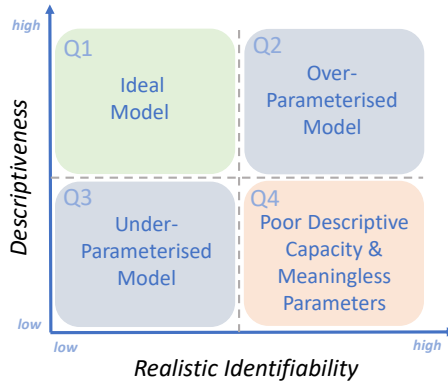 high
Q1
Ideal
Model
Q2
Over-
Parameterised
Model
Descriptiveness
Q3
Under-
Parameterised
Model
Q4
Poor Descriptive
Capacity &
Meaningless
Parameters
low
low
high
Realistic Identifiability